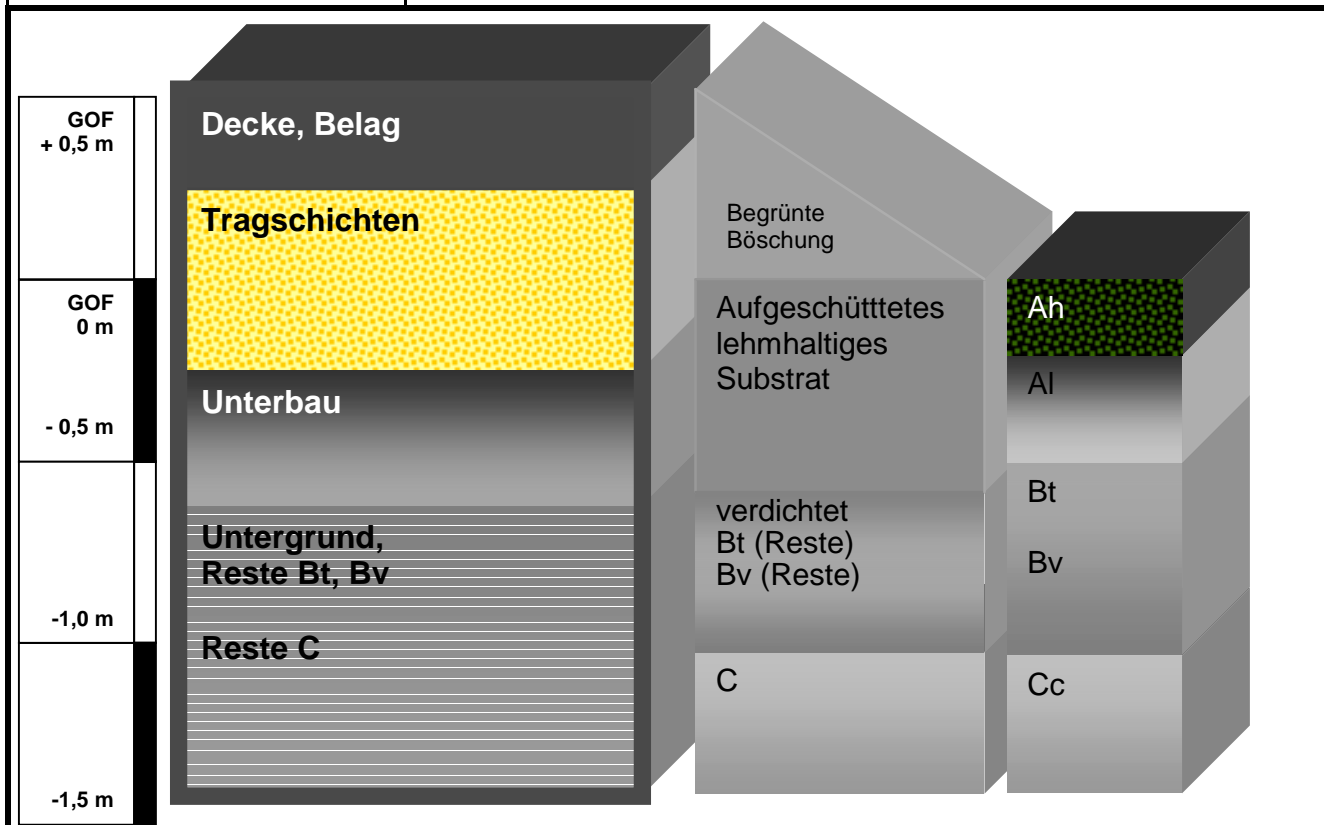 GOF
+ 0,5 m
GOF
0 m
- 0,5 m
-1,0 m
-1,5 m
Decke, Belag
Tragschichten
Unterbau
Untergrund,
Reste Bt, Bv
Reste C
Begrünte
Böschung
Aufgeschütttetes
lehmhaltiges
Substrat
verdichtet
Bt (Reste)
Bv (Reste)
C
Ah
Al
Bt
Bv
Cc